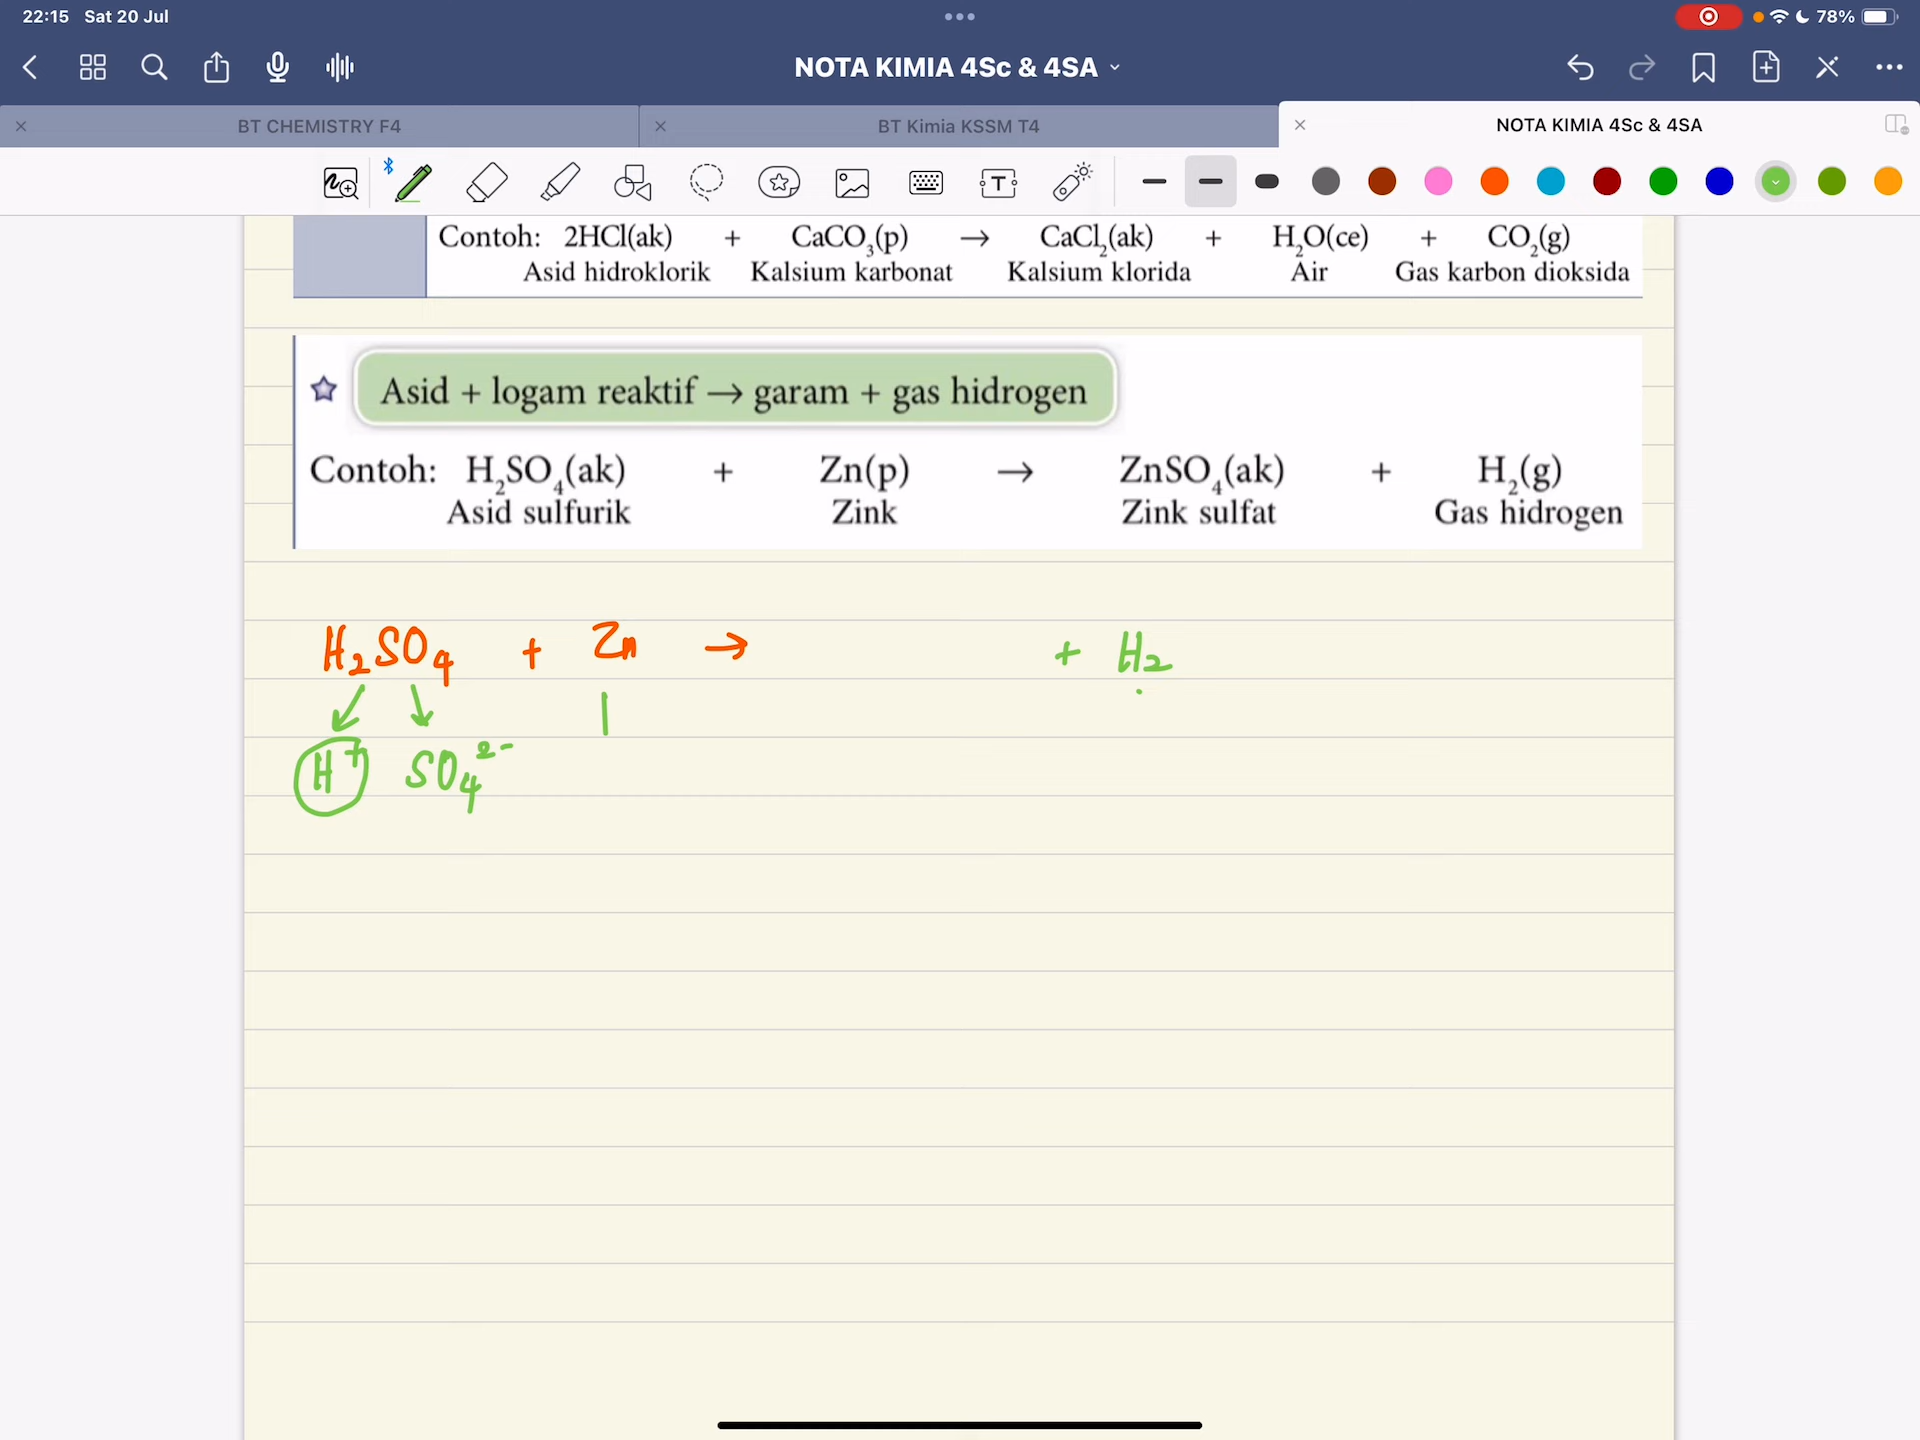 22:15 Sat 20 Jul 78%
NOTA KIMIA 4Sc & 4SA
BT CHEMISTRY F4 BT Kimia KSSM T4 NOTA KIMIA 4Sc & 4SA
Contoh: 2HCl(ak) + CaCO₃(p) → CaCl₂(ak) + H₂O(ce) + CO₂(g)
Asid hidroklorik Kalsium karbonat Kalsium klorida Air Gas karbon dioksida
Asid + logam reaktif → garam + gas hidrogen
Contoh: H₂SO₄(ak) + Zn(p) → ZnSO₄(ak) + H₂(g)
Asid sulfurik Zink Zink sulfat Gas hidrogen
H₂SO₄ + Zn → + H₂
H⁺ SO₄²⁻